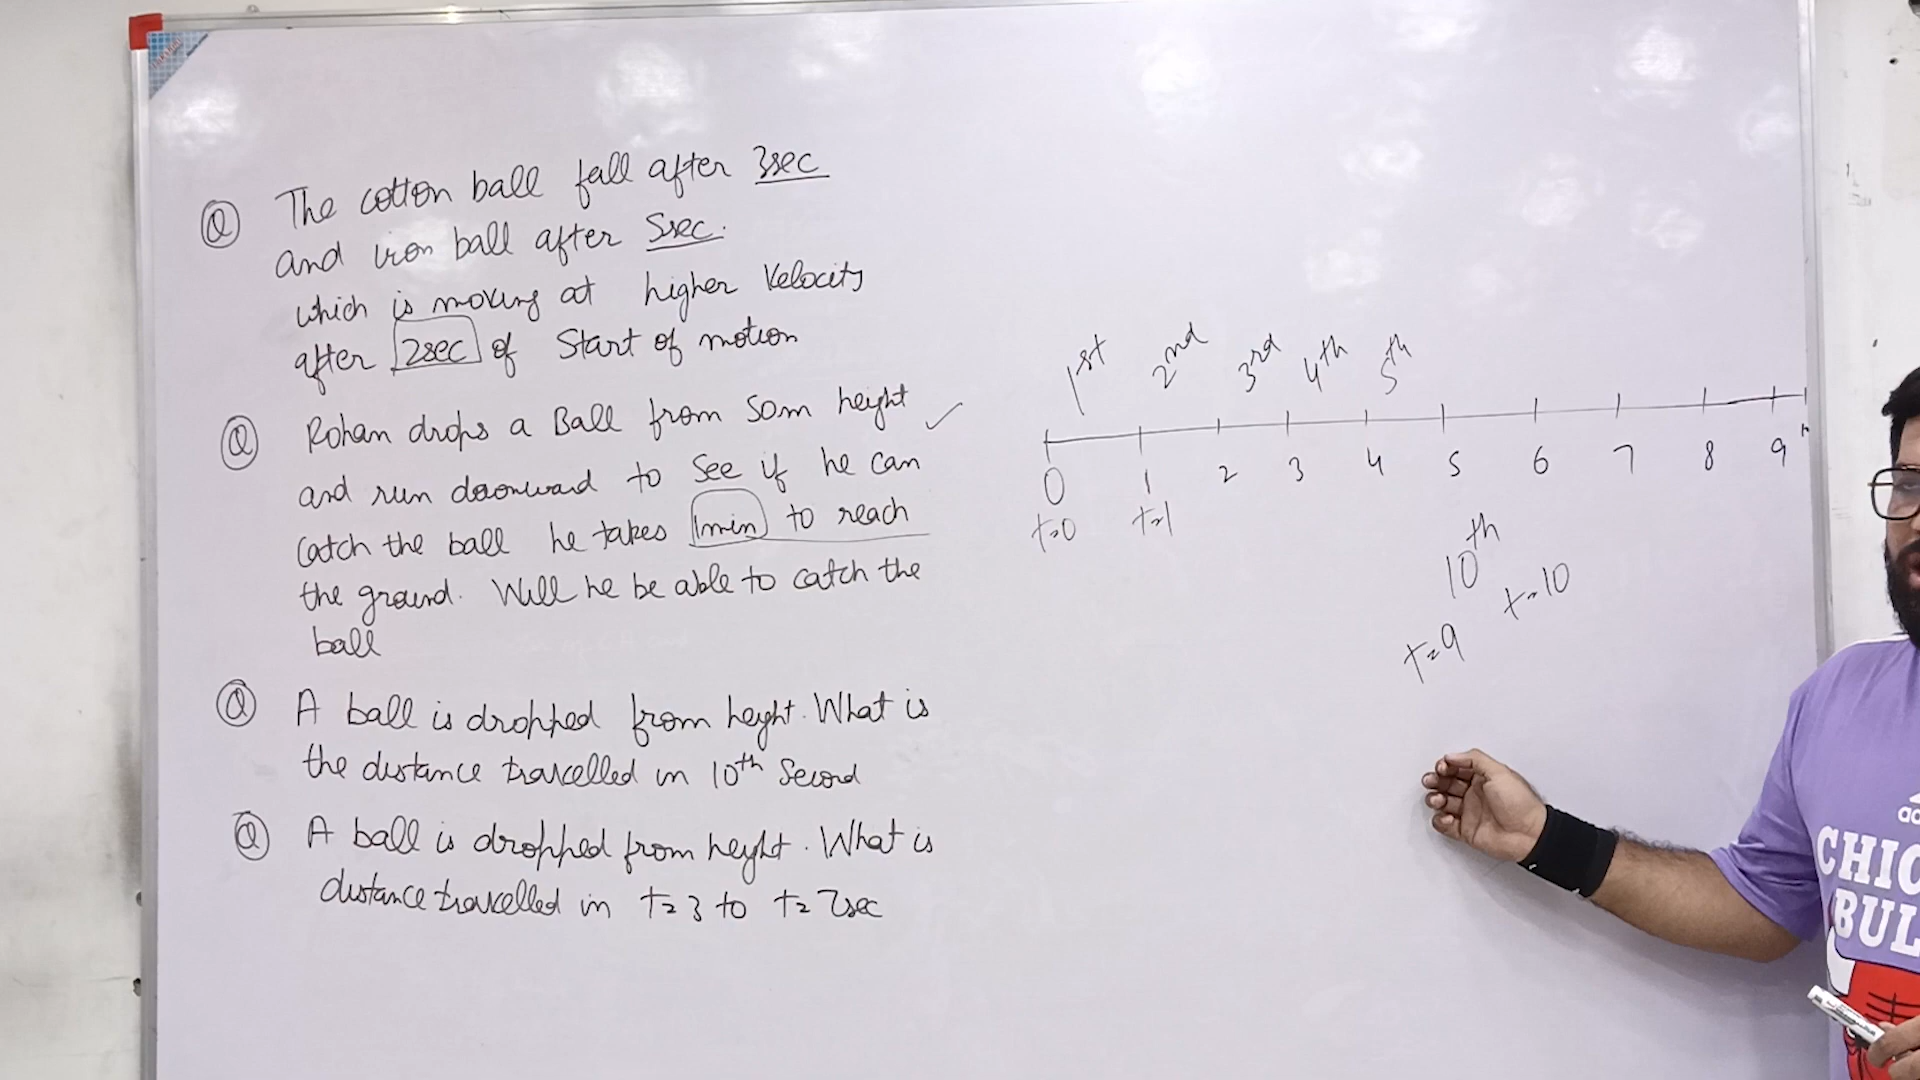 Q The cotton ball fall after 3sec
and iron ball after 5sec.
which is moving at higher velocity
after 2sec of start of motion
Q Rohan drops a Ball from 50m height ✓
and run downward to see if he can
catch the ball he takes 1min to reach
the ground. Will he be able to catch the
ball
Q A ball is dropped from height. What is
the distance travelled in 10th Second
Q A ball is dropped from height. What is
distance travelled in t=3 to t=7sec
1st 2nd 3rd 4th 5th
0 1 2 3 4 5 6 7 8 9
t=0 t=1
10th
t=9 t=10
CHIC
BUL